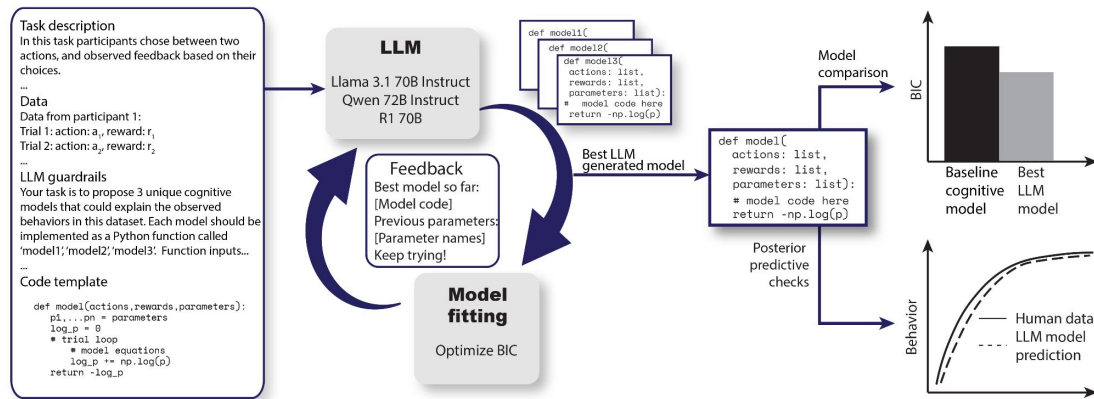 Task description
In this task participants chose between two
actions, and observed feedback based on their
choices.
...
Data
Data from participant 1:
Trial 1: action: a1, reward: r1
Trial 2: action: a2, reward: r2
...
LLM guardrails
Your task is to propose 3 unique cognitive
models that could explain the observed
behaviors in this dataset. Each model should be
implemented as a Python function called
‘model1’, ‘model2’, ‘model3’. Function inputs...
...
Code template
def model(actions,rewards,parameters):
p1,...pn = parameters
log_p = 0
# trial loop
# model equations
log_p += np.log(p)
return -log_p
LLM
Llama 3.1 70B Instruct
Qwen 72B Instruct
R1 70B
Feedback
Best model so far:
[Model code]
Previous parameters:
[Parameter names]
Keep trying!
Model
fitting
Optimize BIC
def model1(
def model2(
def model3(
actions: list,
rewards: list,
parameters: list):
# model code here
return -np.log(p)
Best LLM
generated model
def model(
actions: list,
rewards: list,
parameters: list):
# model code here
return -np.log(p)
Model
comparison
BIC
Baseline
cognitive
model
Best
LLM
model
Posterior
predictive
checks
Behavior
Human data
LLM model
prediction